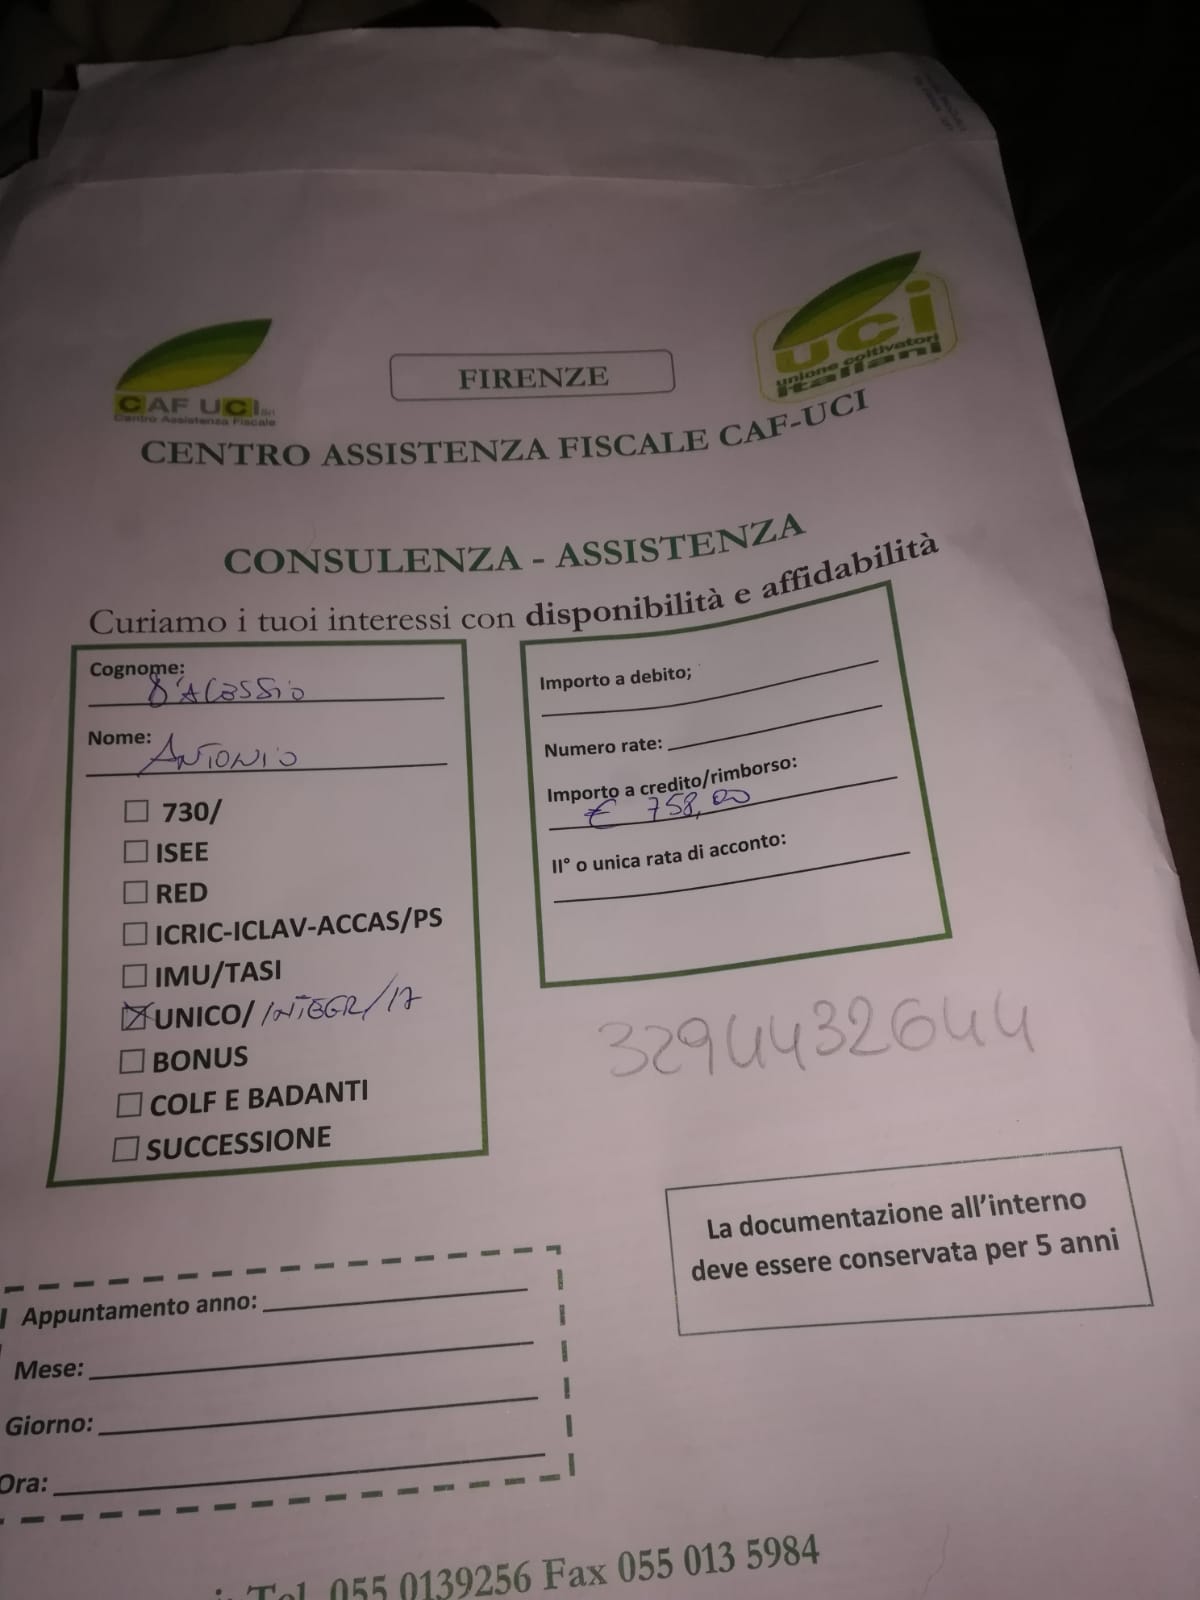 CAF UCI srl
Centro Assistenza Fiscale
FIRENZE
uci
unione coltivatori
italiani
CENTRO ASSISTENZA FISCALE CAF-UCI
CONSULENZA - ASSISTENZA
Curiamo i tuoi interessi con disponibilità e affidabilità
Cognome:
D'ALESSIO
Nome:
ANTONIO
730/
ISEE
RED
ICRIC-ICLAV-ACCAS/PS
IMU/TASI
UNICO/ INTEGR/17
BONUS
COLF E BADANTI
SUCCESSIONE
Importo a debito;
Numero rate:
Importo a credito/rimborso:
€ 758,00
II° o unica rata di acconto:
3294432644
La documentazione all'interno
deve essere conservata per 5 anni
Appuntamento anno:
Mese:
Giorno:
Ora:
Tel. 055 0139256 Fax 055 013 5984